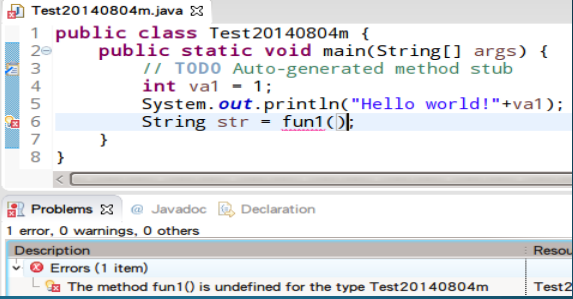 Test20140804m.java
1 public class Test20140804m {
2 public static void main(String[] args) {
3 // TODO Auto-generated method stub
4 int va1 = 1;
5 System.out.println("Hello world!"+va1);
6 String str = fun1();
7 }
8 }
Problems @ Javadoc Declaration
1 error, 0 warnings, 0 others
Description Resou
Errors (1 item)
The method fun1() is undefined for the type Test20140804m Test2